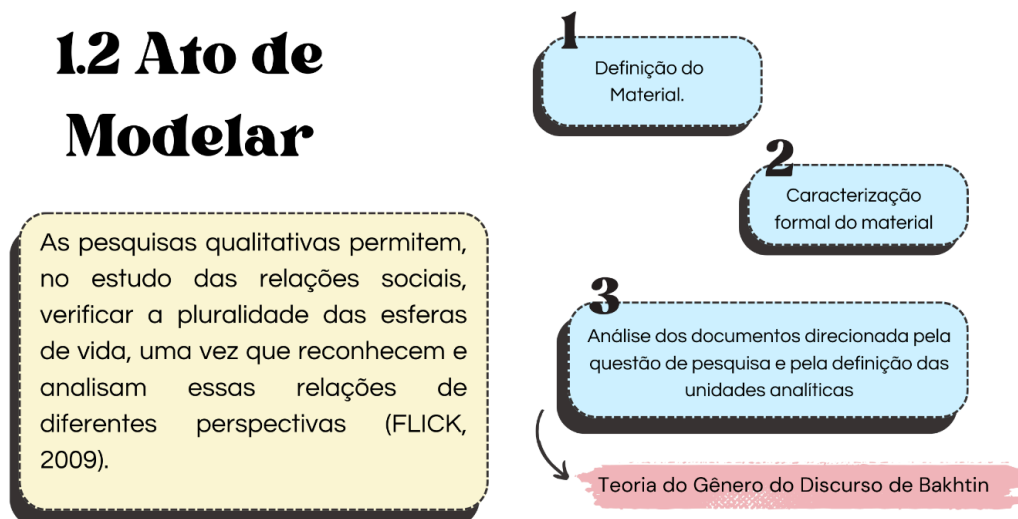 1.2 Ato de
Modelar
As pesquisas qualitativas permitem,
no estudo das relações sociais,
verificar a pluralidade das esferas
de vida, uma vez que reconhecem e
analisam essas relações de
diferentes perspectivas (FLICK,
2009).
1
Definição do
Material.
2
Caracterização
formal do material
3
Análise dos documentos direcionada pela
questão de pesquisa e pela definição das
unidades analíticas
Teoria do Gênero do Discurso de Bakhtin